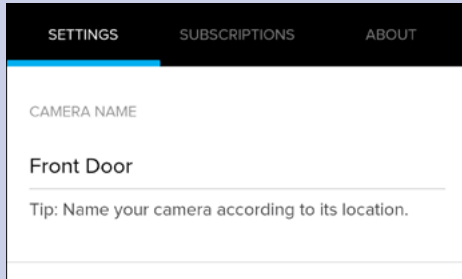 SETTINGS SUBSCRIPTIONS ABOUT
CAMERA NAME
Front Door
Tip: Name your camera according to its location.